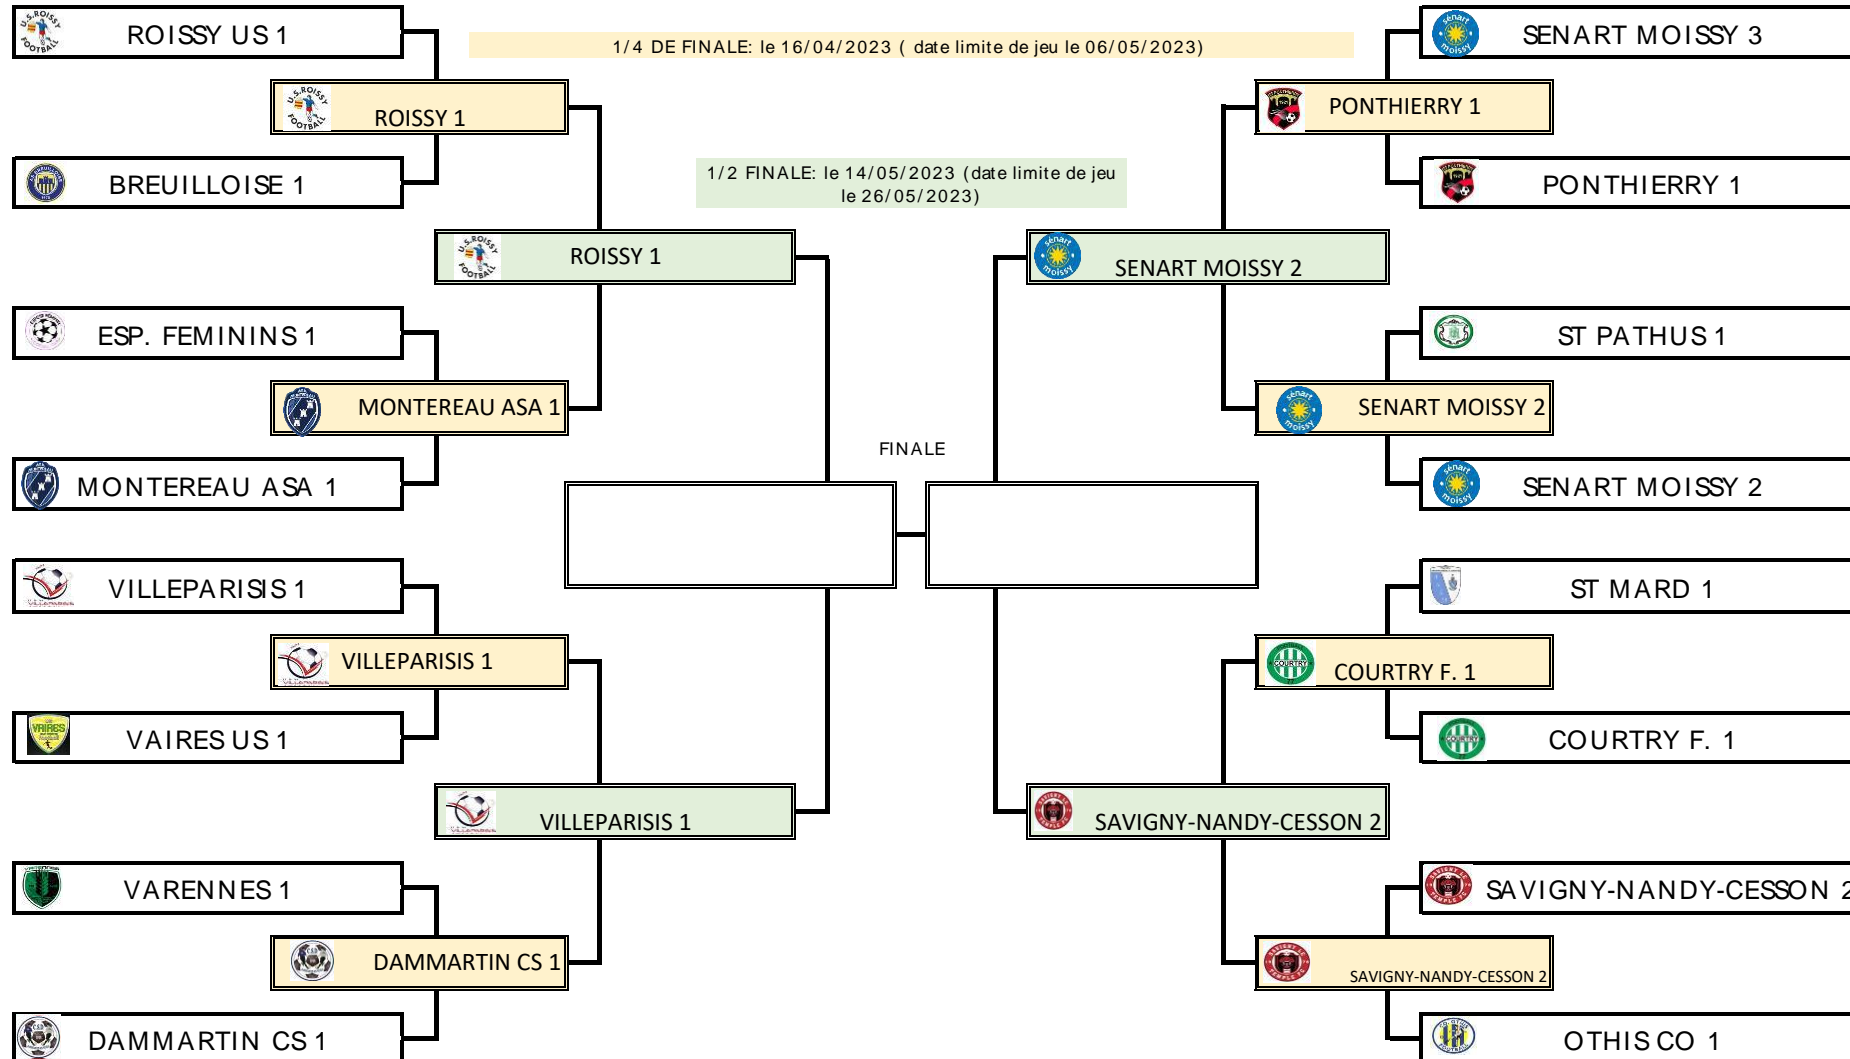 ROISSY US 1
SENART MOISSY 3
1/4 DE FINALE: le 16/04/2023 ( date limite de jeu le 06/05/2023)
ROISSY 1
PONTHIERRY 1
BREUILLOISE 1
PONTHIERRY 1
1/2 FINALE: le 14/05/2023 (date limite de jeu
le 26/05/2023)
ROISSY 1
SENART MOISSY 2
ESP. FEMININS 1
ST PATHUS 1
MONTEREAU ASA 1
SENART MOISSY 2
FINALE
MONTEREAU ASA 1
SENART MOISSY 2
VILLEPARISIS 1
ST MARD 1
VILLEPARISIS 1
COURTRY F. 1
VAIRES US 1
COURTRY F. 1
VILLEPARISIS 1
SAVIGNY-NANDY-CESSON 2
VARENNES 1
SAVIGNY-NANDY-CESSON 2
DAMMARTIN CS 1
SAVIGNY-NANDY-CESSON 2
DAMMARTIN CS 1
OTHIS CO 1